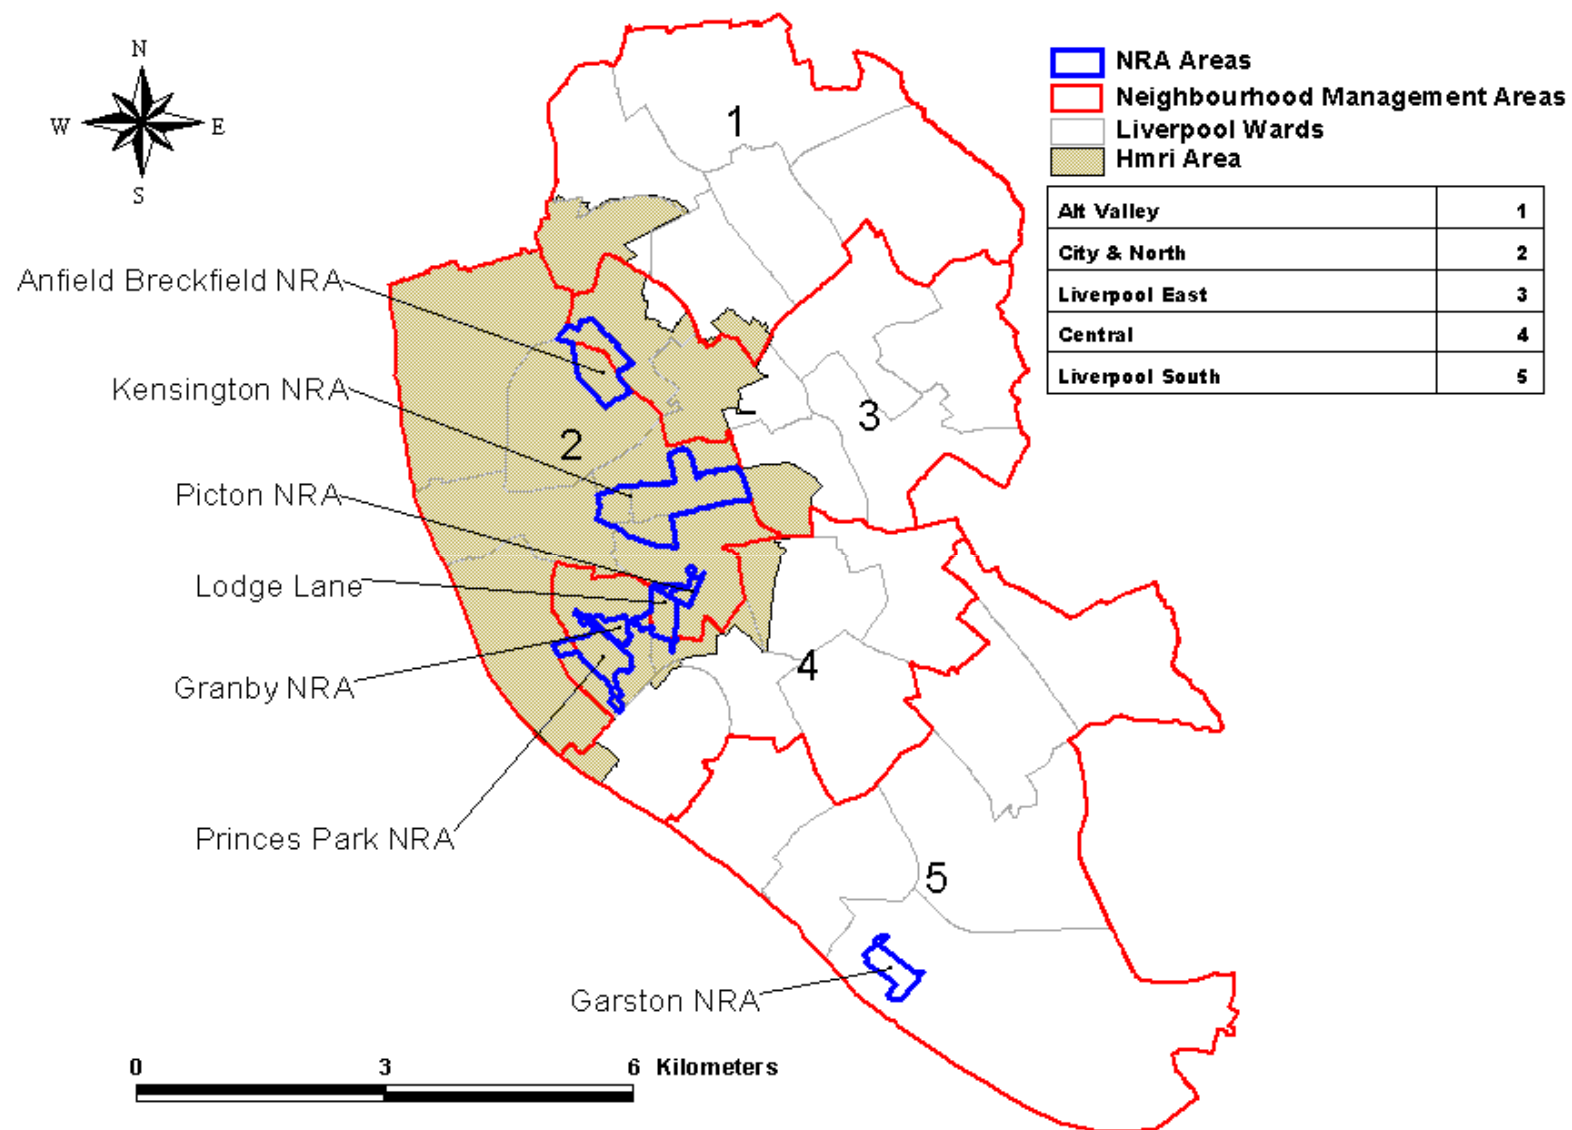 N
W E
S
NRA Areas
Neighbourhood Management Areas
Liverpool Wards
Hmri Area
Alt Valley 1
City & North 2
Liverpool East 3
Central 4
Liverpool South 5
1
Anfield Breckfield NRA
Kensington NRA
3
2
Picton NRA
Lodge Lane
4
Granby NRA
Princes Park NRA
5
Garston NRA
0 3 6 Kilometers